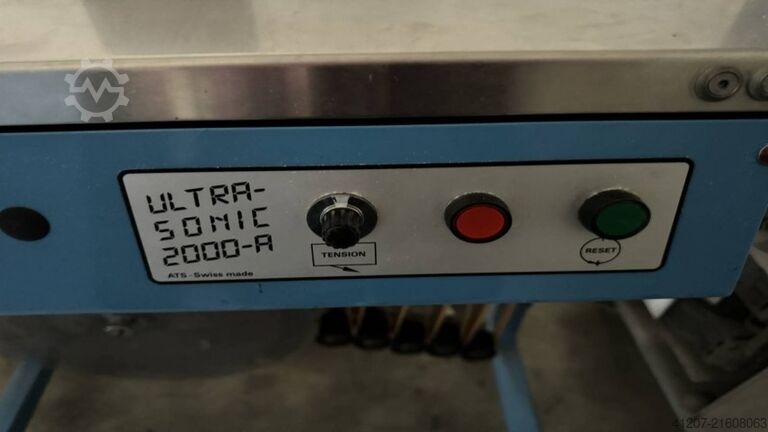 ULTRA-
SONIC
2000-A
ATS-Swiss made
TENSION
RESET
41207-21608063